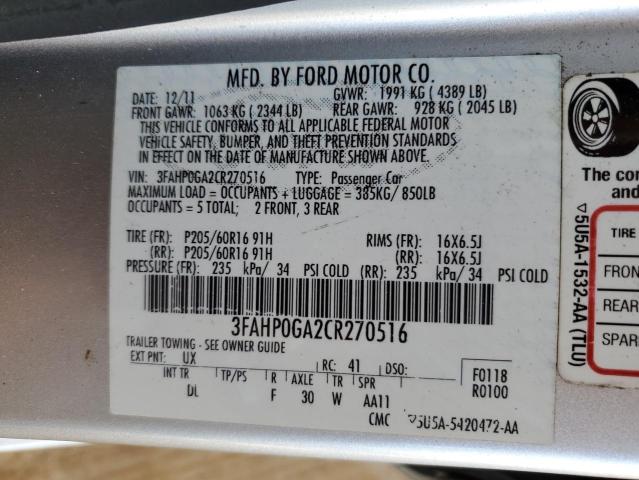 MFD. BY FORD MOTOR CO.
DATE: 12/11 GVWR: 1991 KG (4389 LB)
FRONT GAWR: 1063 KG (2344 LB) REAR GAWR: 928 KG (2045 LB)
THIS VEHICLE CONFORMS TO ALL APPLICABLE FEDERAL MOTOR
VEHICLE SAFETY, BUMPER, AND THEFT PREVENTION STANDARDS
IN EFFECT ON THE DATE OF MANUFACTURE SHOWN ABOVE.
VIN: 3FAHP0GA2CR270516 TYPE: Passenger Car
MAXIMUM LOAD = OCCUPANTS + LUGGAGE = 385KG/ 850LB
OCCUPANTS = 5 TOTAL; 2 FRONT, 3 REAR
TIRE (FR): P205/60R16 91H RIMS (FR): 16X6.5J
(RR): P205/60R16 91H (RR): 16X6.5J
PRESSURE (FR): 235 kPa/ 34 PSI COLD (RR): 235 kPa/ 34 PSI COLD
3FAHP0GA2CR270516
TRAILER TOWING - SEE OWNER GUIDE
EXT PNT: UX RC: 41 DSO:
INT TR TP/PS R AXLE TR SPR F0118
DL F 30 W AA11 R0100
CMC 5U5A-5420472-AA
5U5A-1532-AA (TLU)
The con
and
TIRE
FRON
REAR
SPAR